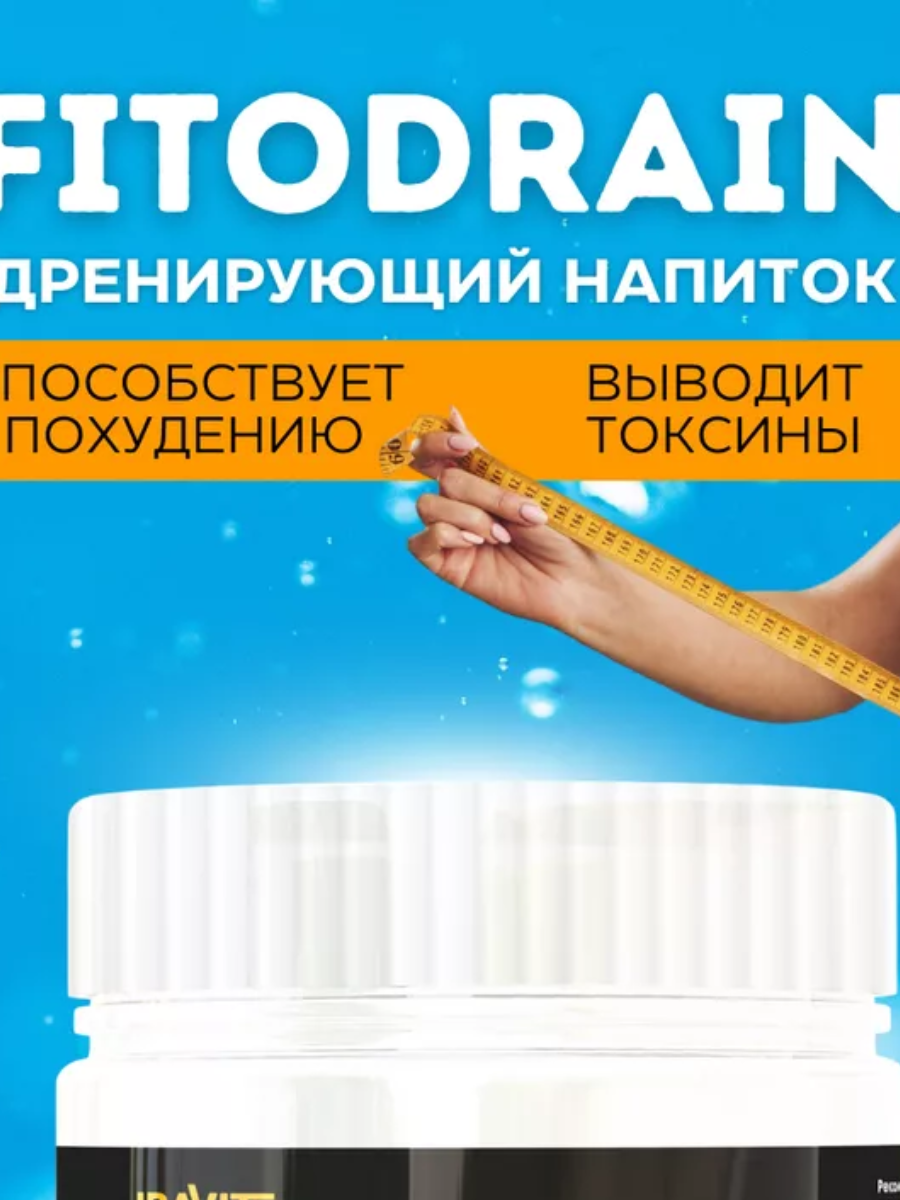 FITODRAIN
ДРЕНИРУЮЩИЙ НАПИТОК
ПОСОБСТВУЕТ
ПОХУДЕНИЮ
ВЫВОДИТ
ТОКСИНЫ